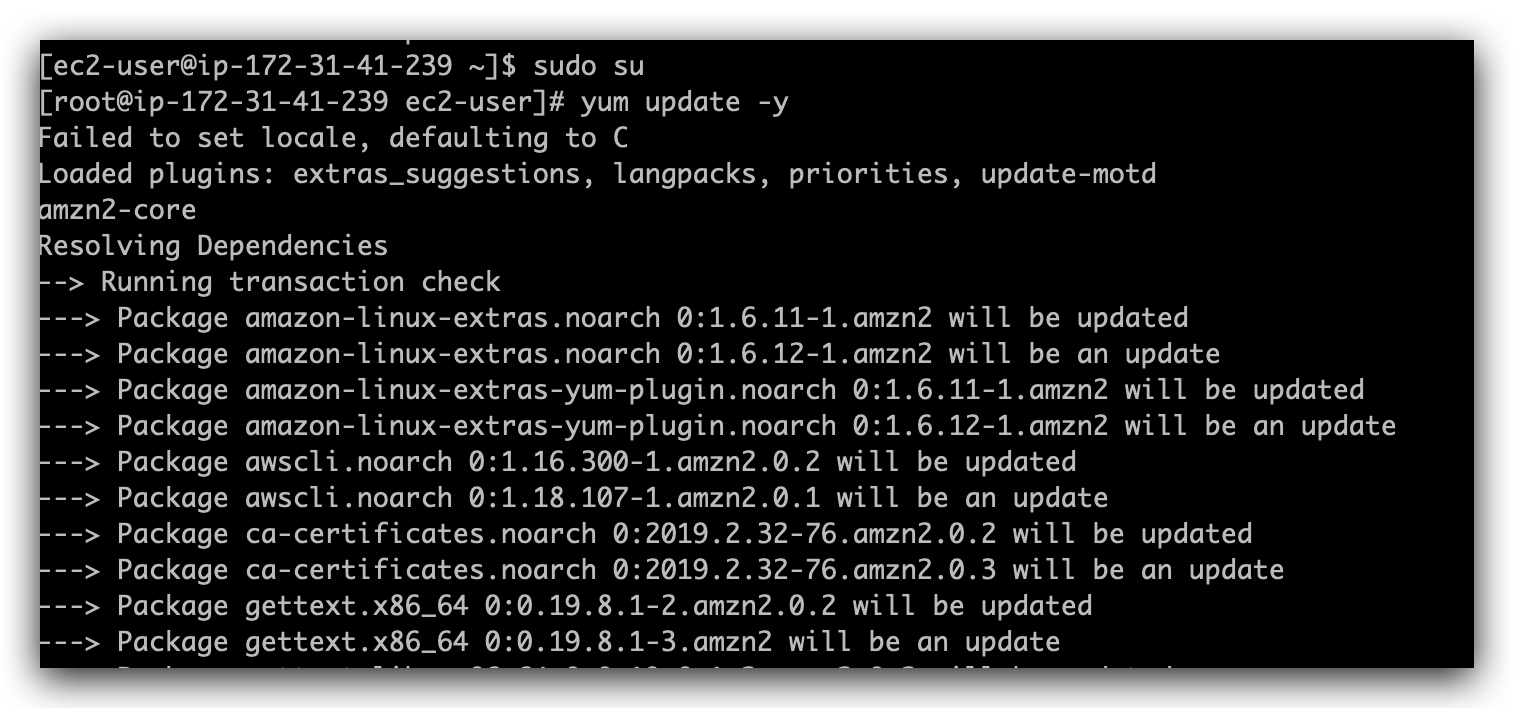 [ec2-user@ip-172-31-41-239 ~]$ sudo su
[root@ip-172-31-41-239 ec2-user]# yum update -y
Failed to set locale, defaulting to C
Loaded plugins: extras_suggestions, langpacks, priorities, update-motd
amzn2-core
Resolving Dependencies
--> Running transaction check
---> Package amazon-linux-extras.noarch 0:1.6.11-1.amzn2 will be updated
---> Package amazon-linux-extras.noarch 0:1.6.12-1.amzn2 will be an update
---> Package amazon-linux-extras-yum-plugin.noarch 0:1.6.11-1.amzn2 will be updated
---> Package amazon-linux-extras-yum-plugin.noarch 0:1.6.12-1.amzn2 will be an update
---> Package awscli.noarch 0:1.16.300-1.amzn2.0.2 will be updated
---> Package awscli.noarch 0:1.18.107-1.amzn2.0.1 will be an update
---> Package ca-certificates.noarch 0:2019.2.32-76.amzn2.0.2 will be updated
---> Package ca-certificates.noarch 0:2019.2.32-76.amzn2.0.3 will be an update
---> Package gettext.x86_64 0:0.19.8.1-2.amzn2.0.2 will be updated
---> Package gettext.x86_64 0:0.19.8.1-3.amzn2 will be an update